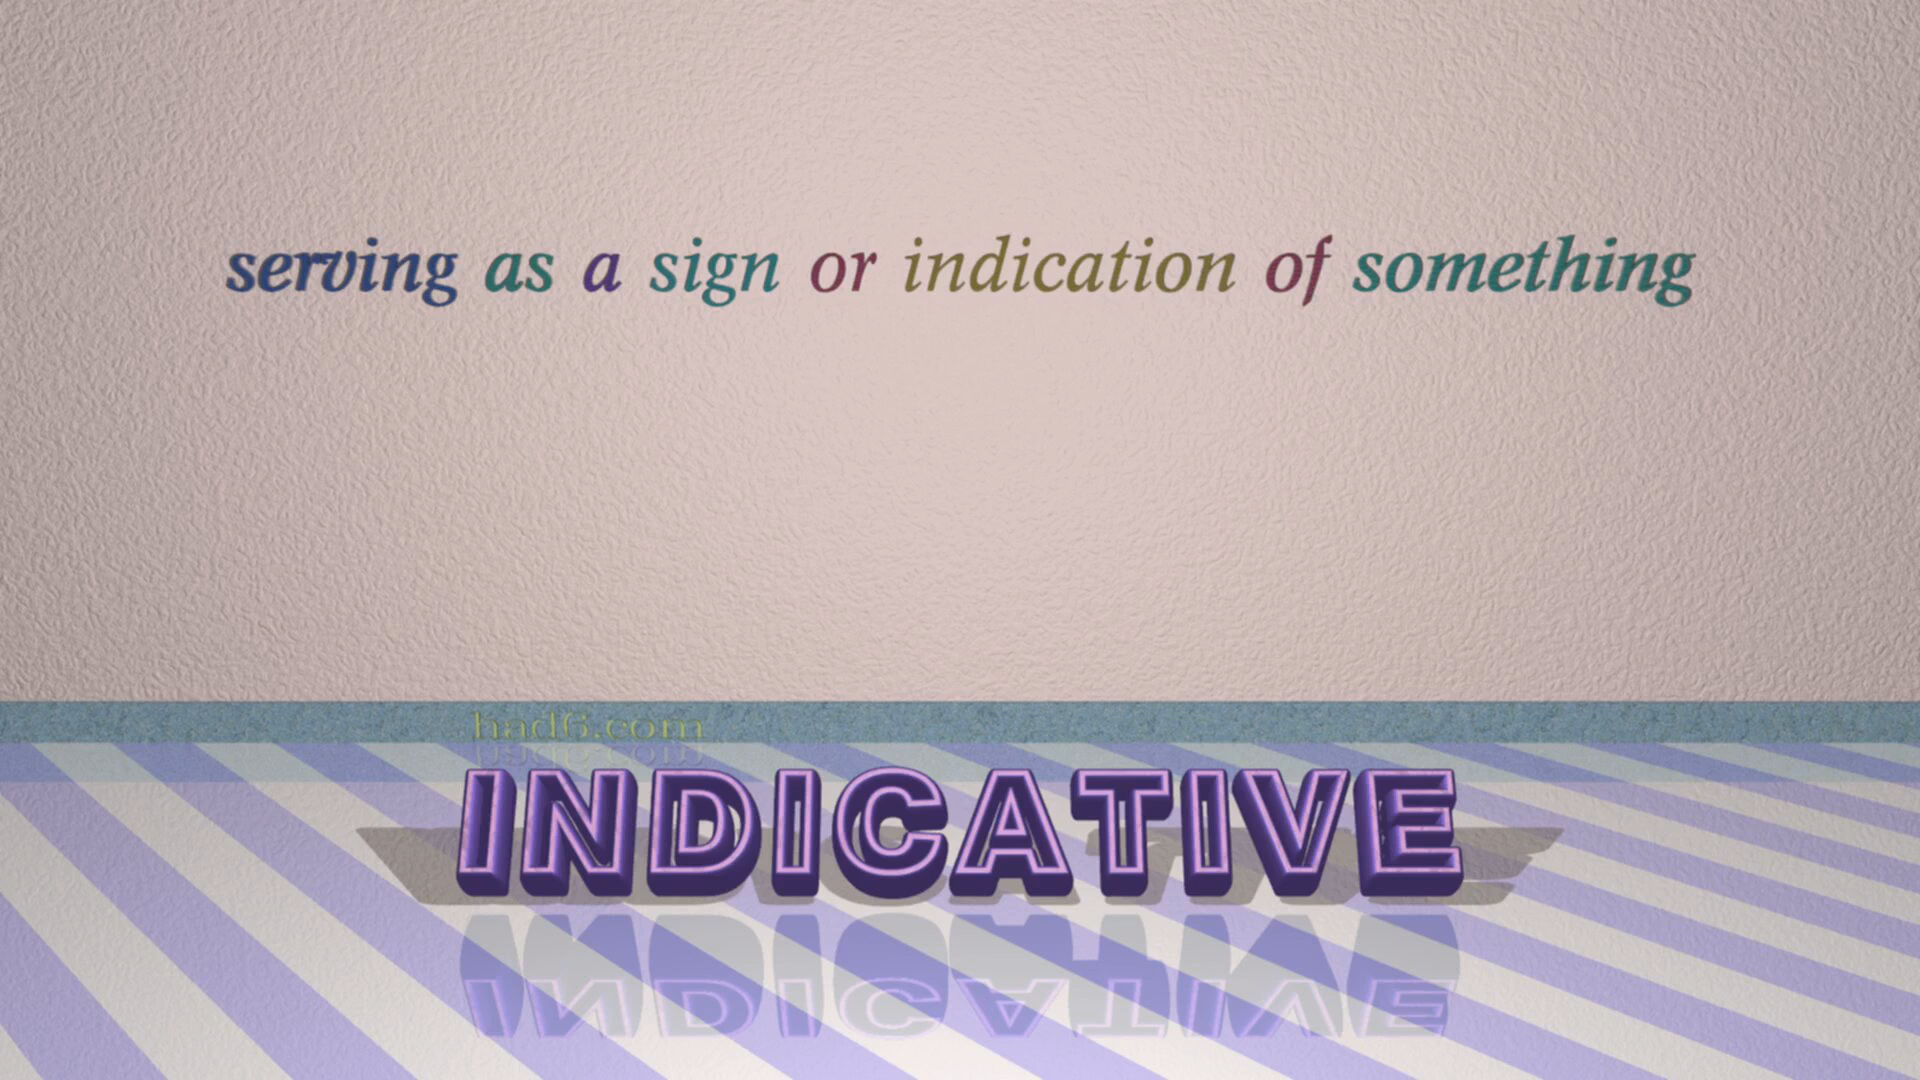 serving as a sign or indication of something
had6.com
INDICATIVE